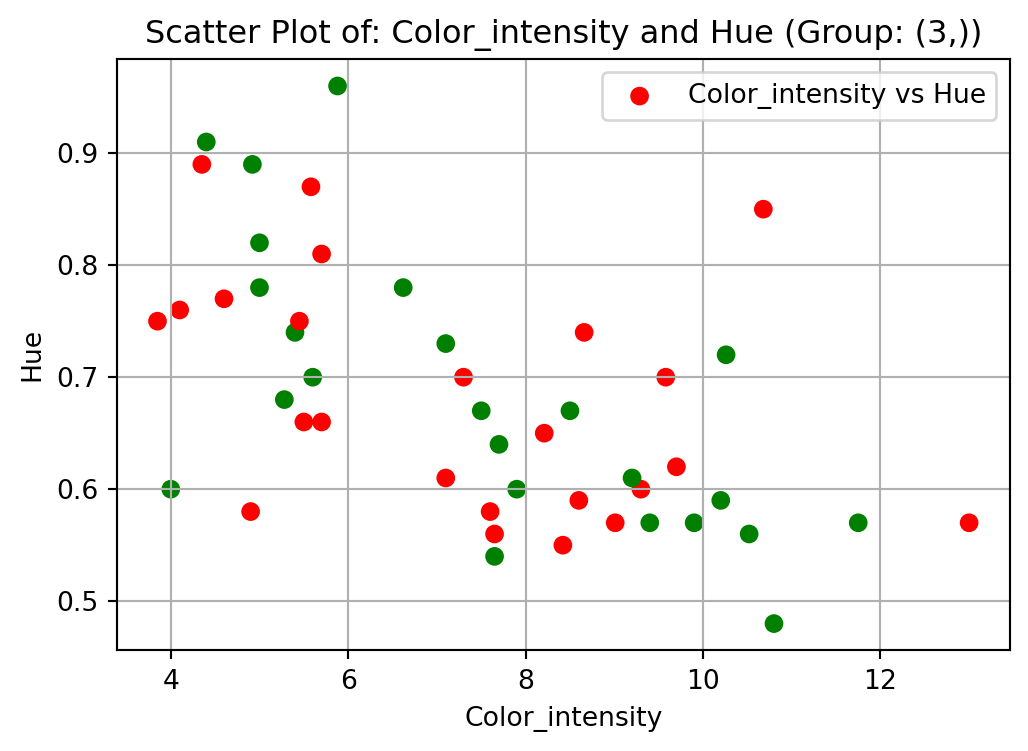 Scatter Plot of: Color_intensity and Hue (Group: (3,))
Color_intensity vs Hue
Hue
0.9
0.8
0.7
0.6
0.5
4 6 8 10 12
Color_intensity